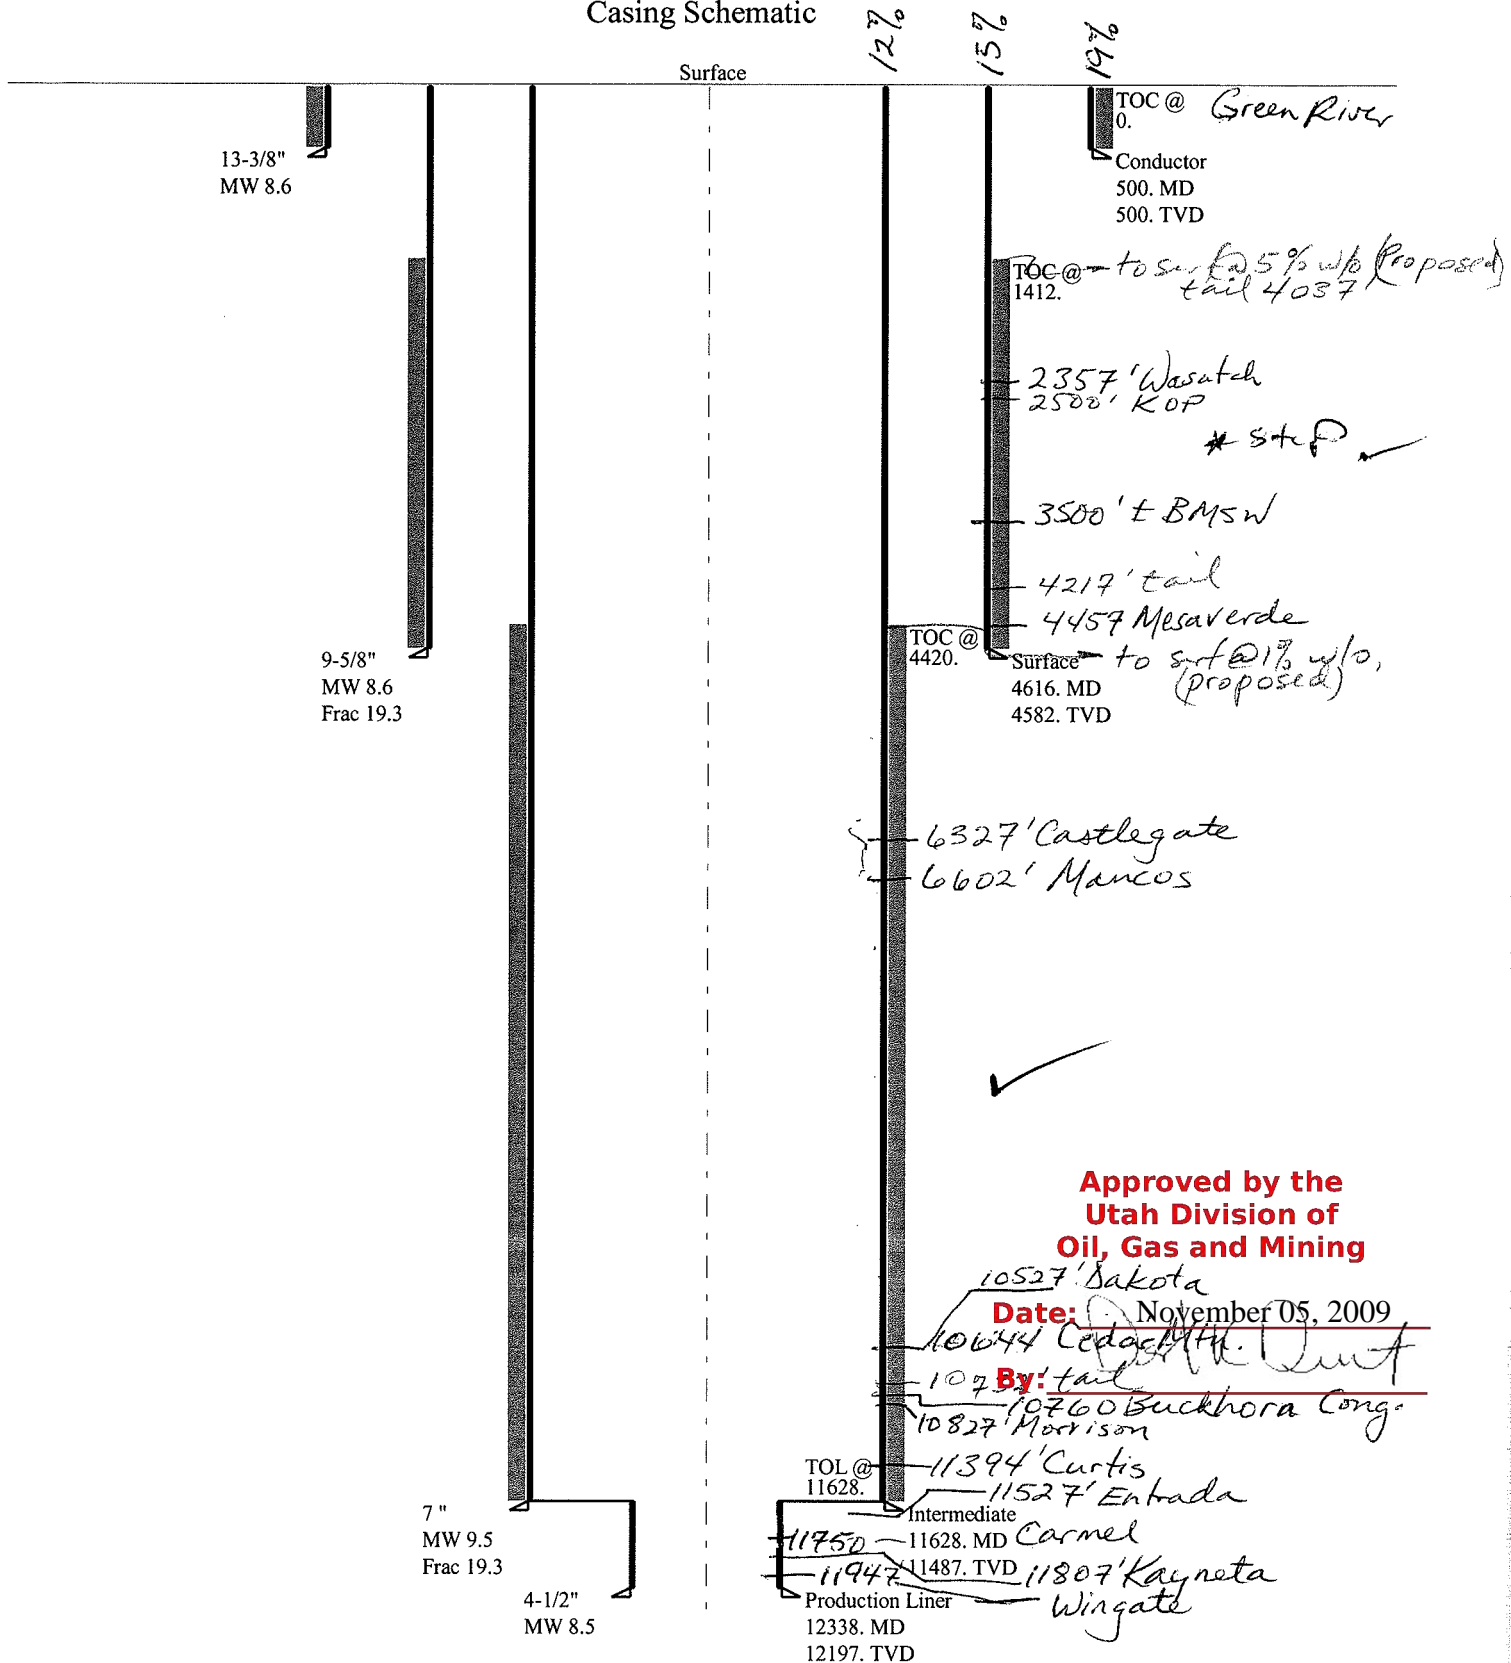 Casing Schematic
12%
15%
19%
Surface
TOC @
0.
Green River
13-3/8"
MW 8.6
Conductor
500. MD
500. TVD
TOC @
1412.
to surf @ 5% w/o (Proposed)
tail 4037
2357' Wasatch
2500' KOP
* stip ✓
3500' ± BMSW
4217' tail
4457 Mesaverde
TOC @
4420.
9-5/8"
MW 8.6
Frac 19.3
Surface
4616. MD
4582. TVD
to surf @ 1% w/o,
(proposed)
6327' Castlegate
6602' Mancos
✓
Approved by the
Utah Division of
Oil, Gas and Mining
10527' Dakota
Date: November 05, 2009
10644 Cedar Mtn.
By:
tail
10760 Buckhorn Cong.
10827' Morrison
TOL @
11628.
11394' Curtis
11527' Entrada
7 "
MW 9.5
Frac 19.3
Intermediate
11628. MD
11487. TVD
11750
Carmel
11807' Kayneta
11947
Wingate
4-1/2"
MW 8.5
Production Liner
12338. MD
12197. TVD